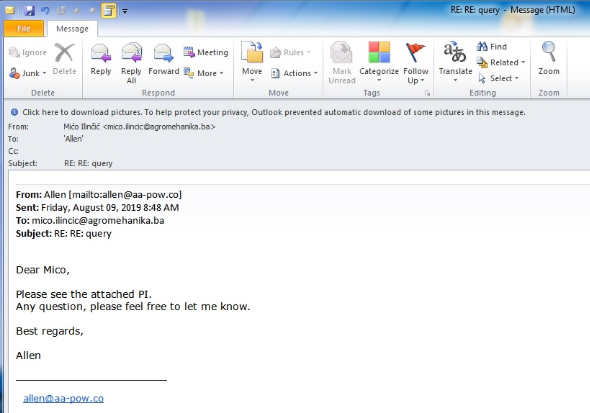 RE: RE: query - Message (HTML)
File Message
Ignore Meeting Rules Find
Junk Delete Reply Reply All Forward More Move Actions Mark Unread Categorize Follow Up Translate Related Select Zoom
Delete Respond Move Tags Editing Zoom
Click here to download pictures. To help protect your privacy, Outlook prevented automatic download of some pictures in this message.
From: Mićo Ilinčić <mico.ilincic@agromehanika.ba>
To: 'Allen'
Cc:
Subject: RE: RE: query
From: Allen [mailto:allen@aa-pow.co]
Sent: Friday, August 09, 2019 8:48 AM
To: mico.ilincic@agromehanika.ba
Subject: RE: RE: query
Dear Mico,
Please see the attached PI.
Any question, please feel free to let me know.
Best regards,
Allen
allen@aa-pow.co